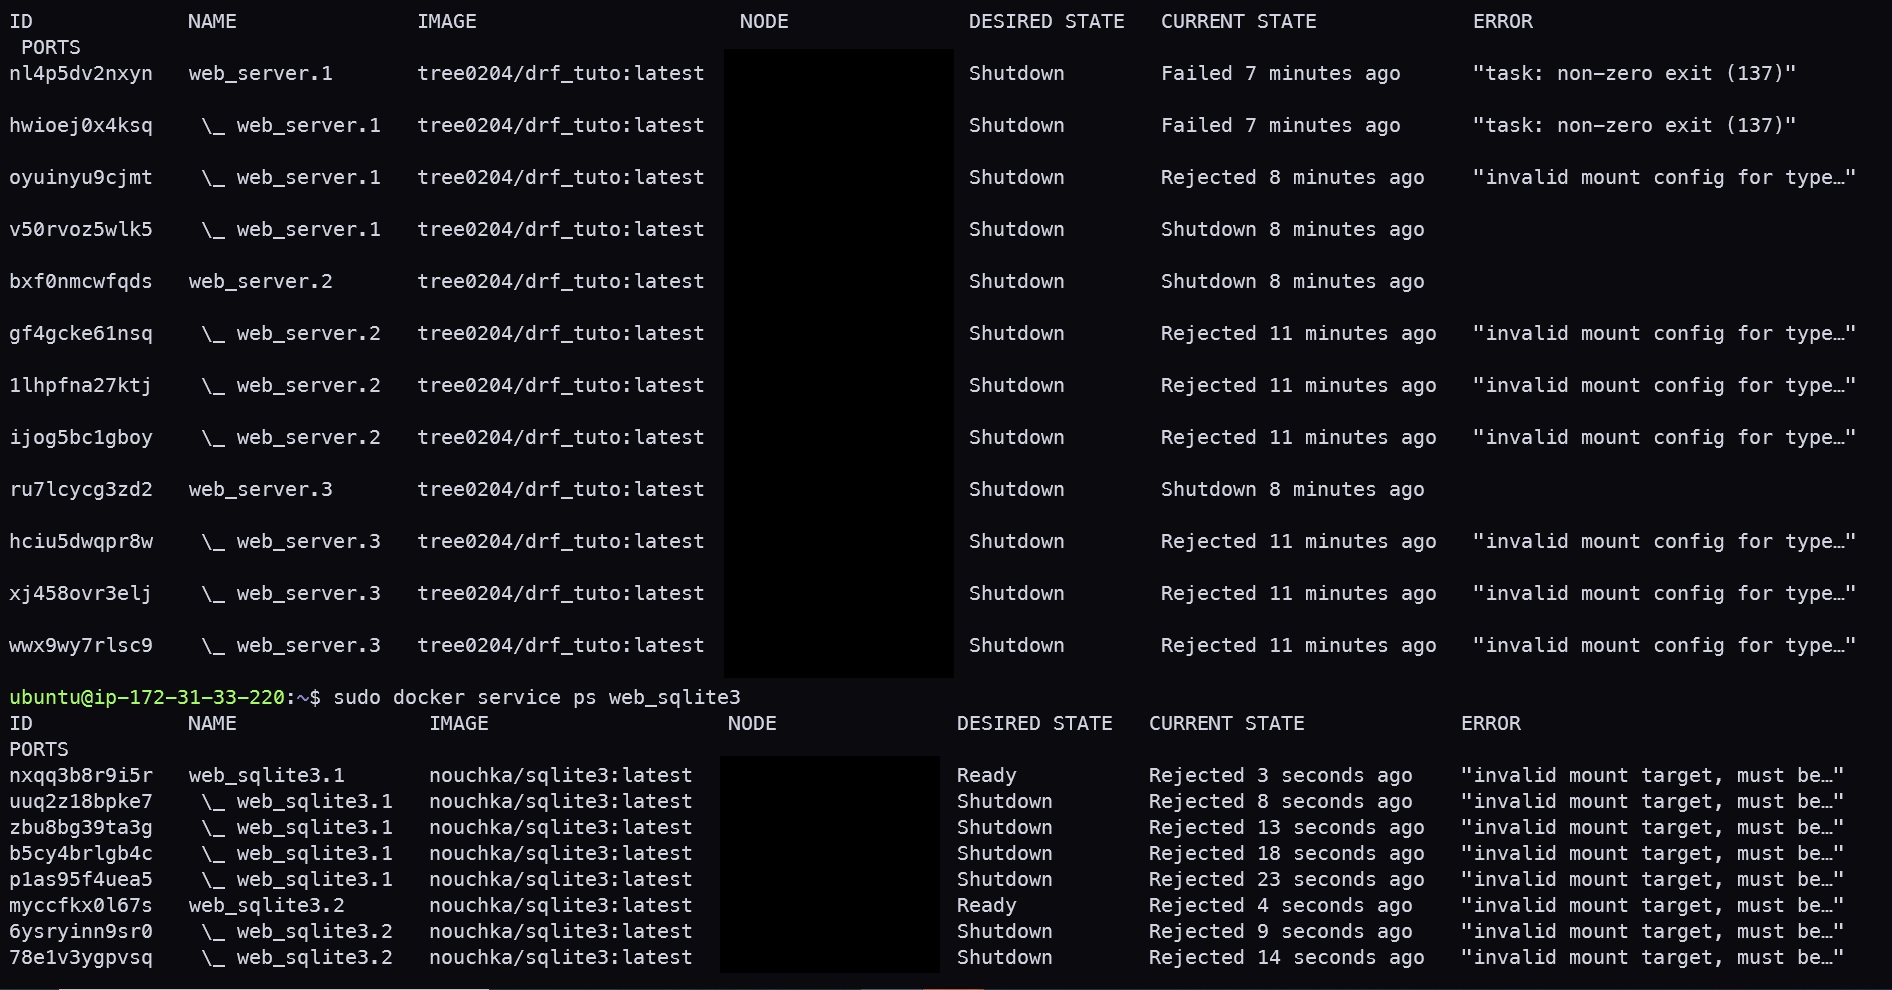 ID             NAME               IMAGE                      NODE               DESIRED STATE   CURRENT STATE             ERROR
 PORTS
nl4p5dv2nxyn   web_server.1       tree0204/drf_tuto:latest                      Shutdown        Failed 7 minutes ago      "task: non-zero exit (137)"
hwioej0x4ksq    \_ web_server.1   tree0204/drf_tuto:latest                      Shutdown        Failed 7 minutes ago      "task: non-zero exit (137)"
oyuinyu9cjmt    \_ web_server.1   tree0204/drf_tuto:latest                      Shutdown        Rejected 8 minutes ago    "invalid mount config for type…"
v50rvoz5wlk5    \_ web_server.1   tree0204/drf_tuto:latest                      Shutdown        Shutdown 8 minutes ago
bxf0nmcwfqds   web_server.2       tree0204/drf_tuto:latest                      Shutdown        Shutdown 8 minutes ago
gf4gcke61nsq    \_ web_server.2   tree0204/drf_tuto:latest                      Shutdown        Rejected 11 minutes ago   "invalid mount config for type…"
1lhpfna27ktj    \_ web_server.2   tree0204/drf_tuto:latest                      Shutdown        Rejected 11 minutes ago   "invalid mount config for type…"
ijog5bc1gboy    \_ web_server.2   tree0204/drf_tuto:latest                      Shutdown        Rejected 11 minutes ago   "invalid mount config for type…"
ru7lcycg3zd2   web_server.3       tree0204/drf_tuto:latest                      Shutdown        Shutdown 8 minutes ago
hciu5dwqpr8w    \_ web_server.3   tree0204/drf_tuto:latest                      Shutdown        Rejected 11 minutes ago   "invalid mount config for type…"
xj458ovr3elj    \_ web_server.3   tree0204/drf_tuto:latest                      Shutdown        Rejected 11 minutes ago   "invalid mount config for type…"
wwx9wy7rlsc9    \_ web_server.3   tree0204/drf_tuto:latest                      Shutdown        Rejected 11 minutes ago   "invalid mount config for type…"
ubuntu@ip-172-31-33-220:~$ sudo docker service ps web_sqlite3
ID             NAME                IMAGE                    NODE               DESIRED STATE   CURRENT STATE             ERROR
PORTS
nxqq3b8r9i5r   web_sqlite3.1       nouchka/sqlite3:latest                      Ready           Rejected 3 seconds ago    "invalid mount target, must be…"
uuq2z18bpke7    \_ web_sqlite3.1   nouchka/sqlite3:latest                      Shutdown        Rejected 8 seconds ago    "invalid mount target, must be…"
zbu8bg39ta3g    \_ web_sqlite3.1   nouchka/sqlite3:latest                      Shutdown        Rejected 13 seconds ago   "invalid mount target, must be…"
b5cy4brlgb4c    \_ web_sqlite3.1   nouchka/sqlite3:latest                      Shutdown        Rejected 18 seconds ago   "invalid mount target, must be…"
p1as95f4uea5    \_ web_sqlite3.1   nouchka/sqlite3:latest                      Shutdown        Rejected 23 seconds ago   "invalid mount target, must be…"
myccfkx0l67s   web_sqlite3.2       nouchka/sqlite3:latest                      Ready           Rejected 4 seconds ago    "invalid mount target, must be…"
6ysryinn9sr0    \_ web_sqlite3.2   nouchka/sqlite3:latest                      Shutdown        Rejected 9 seconds ago    "invalid mount target, must be…"
78e1v3ygpvsq    \_ web_sqlite3.2   nouchka/sqlite3:latest                      Shutdown        Rejected 14 seconds ago   "invalid mount target, must be…"